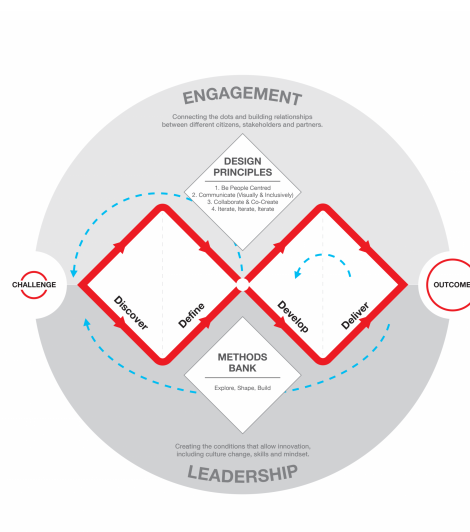 ENGAGEMENT
Connecting the dots and building relationships
between different citizens, stakeholders and partners.
DESIGN
PRINCIPLES
1. Be People Centred
2. Communicate (Visually & Inclusively)
3. Collaborate & Co-Create
4. Iterate, Iterate, Iterate
CHALLENGE
OUTCOME
Discover
Define
Develop
Deliver
METHODS
BANK
Explore, Shape, Build
Creating the conditions that allow innovation,
including culture change, skills and mindset.
LEADERSHIP